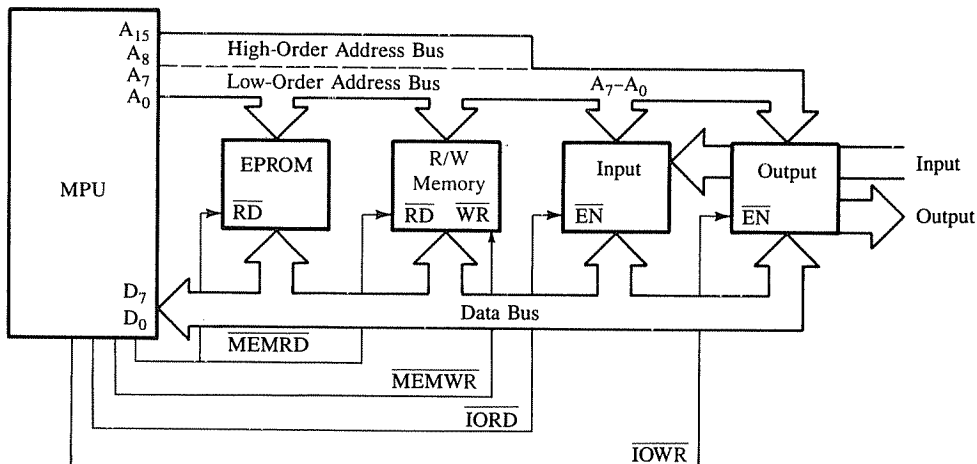 A15
High-Order Address Bus
A8
A7
Low-Order Address Bus
A7–A0
A0
MPU
EPROM
R/W
Memory
Input
Output
Input
RD
RD WR
EN
EN
Output
D7
D0
Data Bus
MEMRD
MEMWR
IORD
IOWR